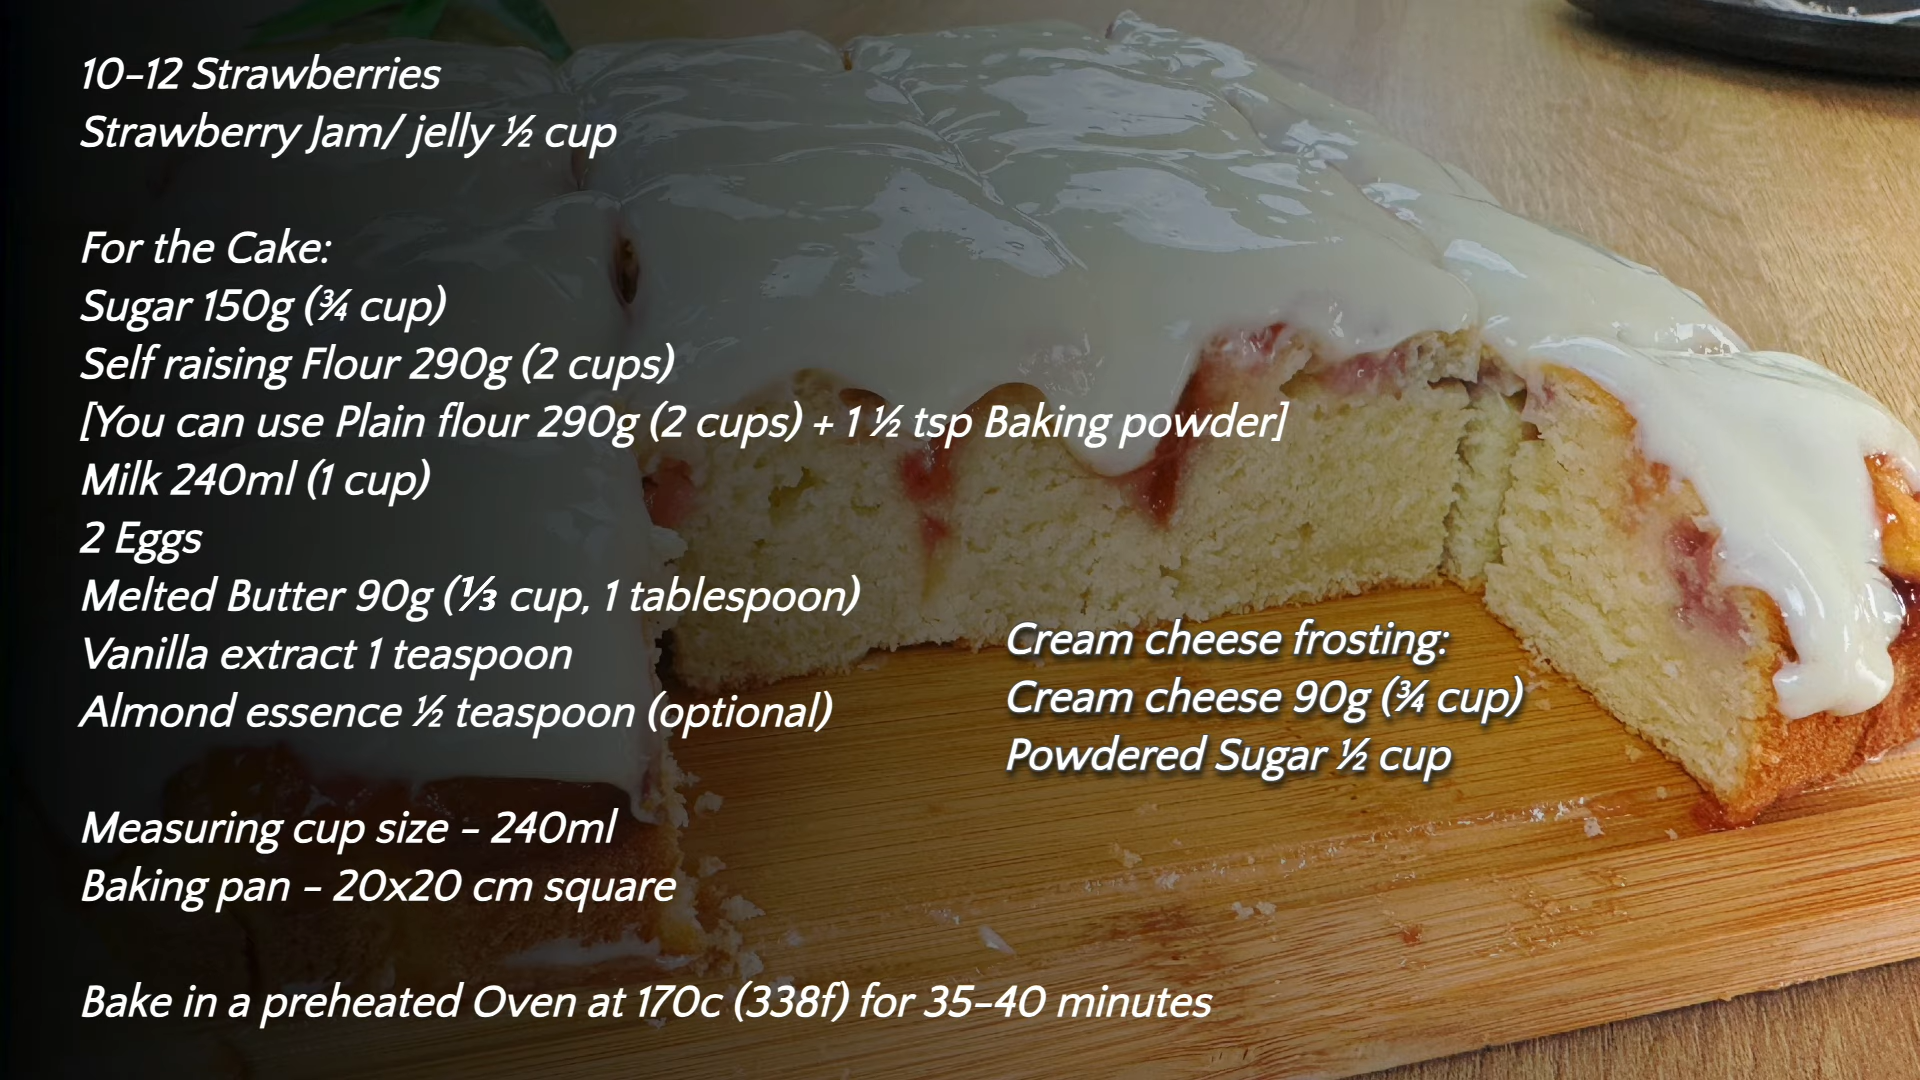 10-12 Strawberries
Strawberry Jam/ jelly ½ cup
For the Cake:
Sugar 150g (¾ cup)
Self raising Flour 290g (2 cups)
[You can use Plain flour 290g (2 cups) + 1 ½ tsp Baking powder]
Milk 240ml (1 cup)
2 Eggs
Melted Butter 90g (⅓ cup, 1 tablespoon)
Vanilla extract 1 teaspoon
Almond essence ½ teaspoon (optional)
Measuring cup size - 240ml
Baking pan - 20x20 cm square
Bake in a preheated Oven at 170c (338f) for 35-40 minutes
Cream cheese frosting:
Cream cheese 90g (¾ cup)
Powdered Sugar ½ cup